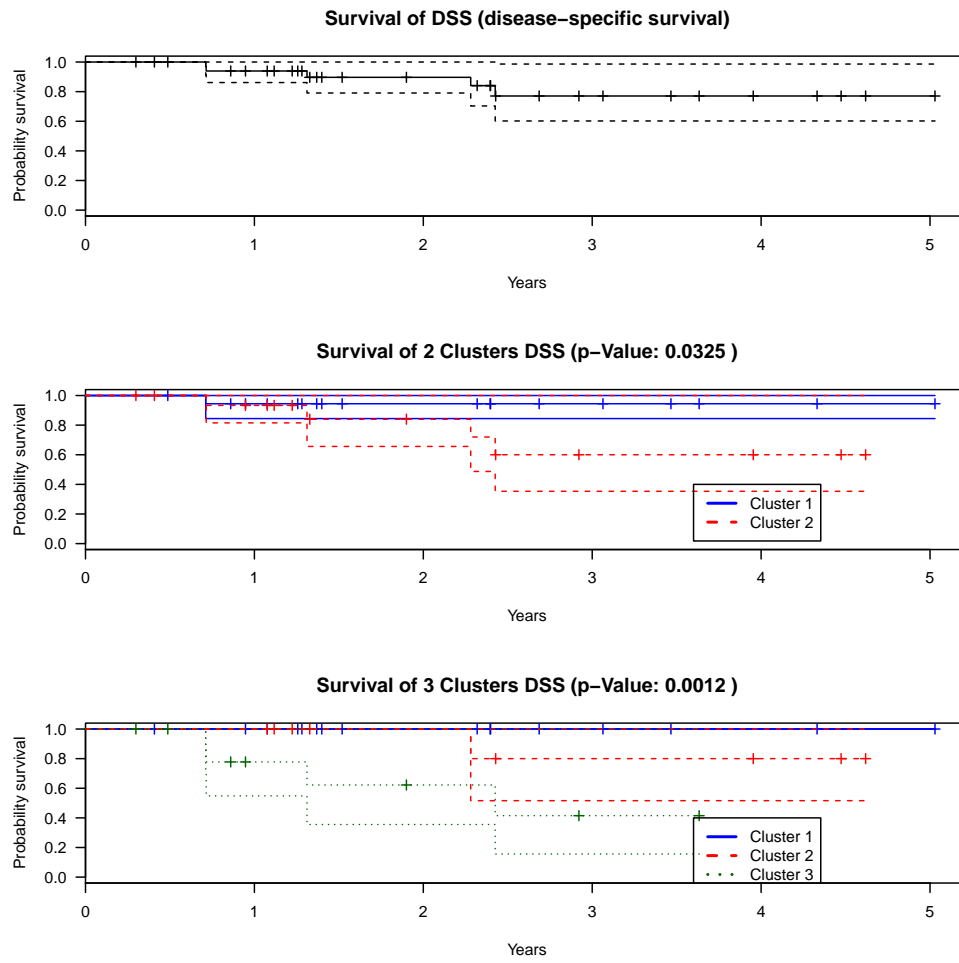 Survival of DSS (disease−specific survival)
Probability survival
1.0
0.8
0.6
0.4
0.2
0.0
0 1 2 3 4 5
Years
Survival of 2 Clusters DSS (p−Value: 0.0325 )
Probability survival
1.0
0.8
0.6
0.4
0.2
0.0
Cluster 1
Cluster 2
0 1 2 3 4 5
Years
Survival of 3 Clusters DSS (p−Value: 0.0012 )
Probability survival
1.0
0.8
0.6
0.4
0.2
0.0
Cluster 1
Cluster 2
Cluster 3
0 1 2 3 4 5
Years